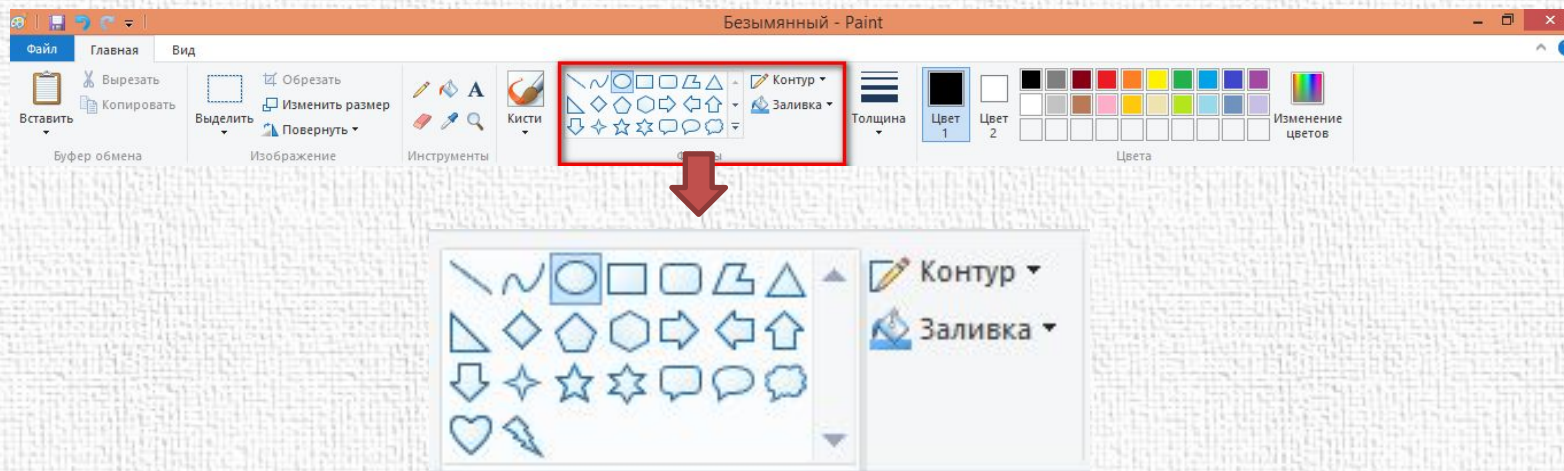 Безымянный - Paint
Файл Главная Вид
Вставить
Вырезать
Копировать
Буфер обмена
Выделить
Обрезать
Изменить размер
Повернуть
Изображение
A
Инструменты
Кисти
Контур
Заливка
Толщина
Цвет 1
Цвет 2
Изменение цветов
Цвета
Контур
Заливка